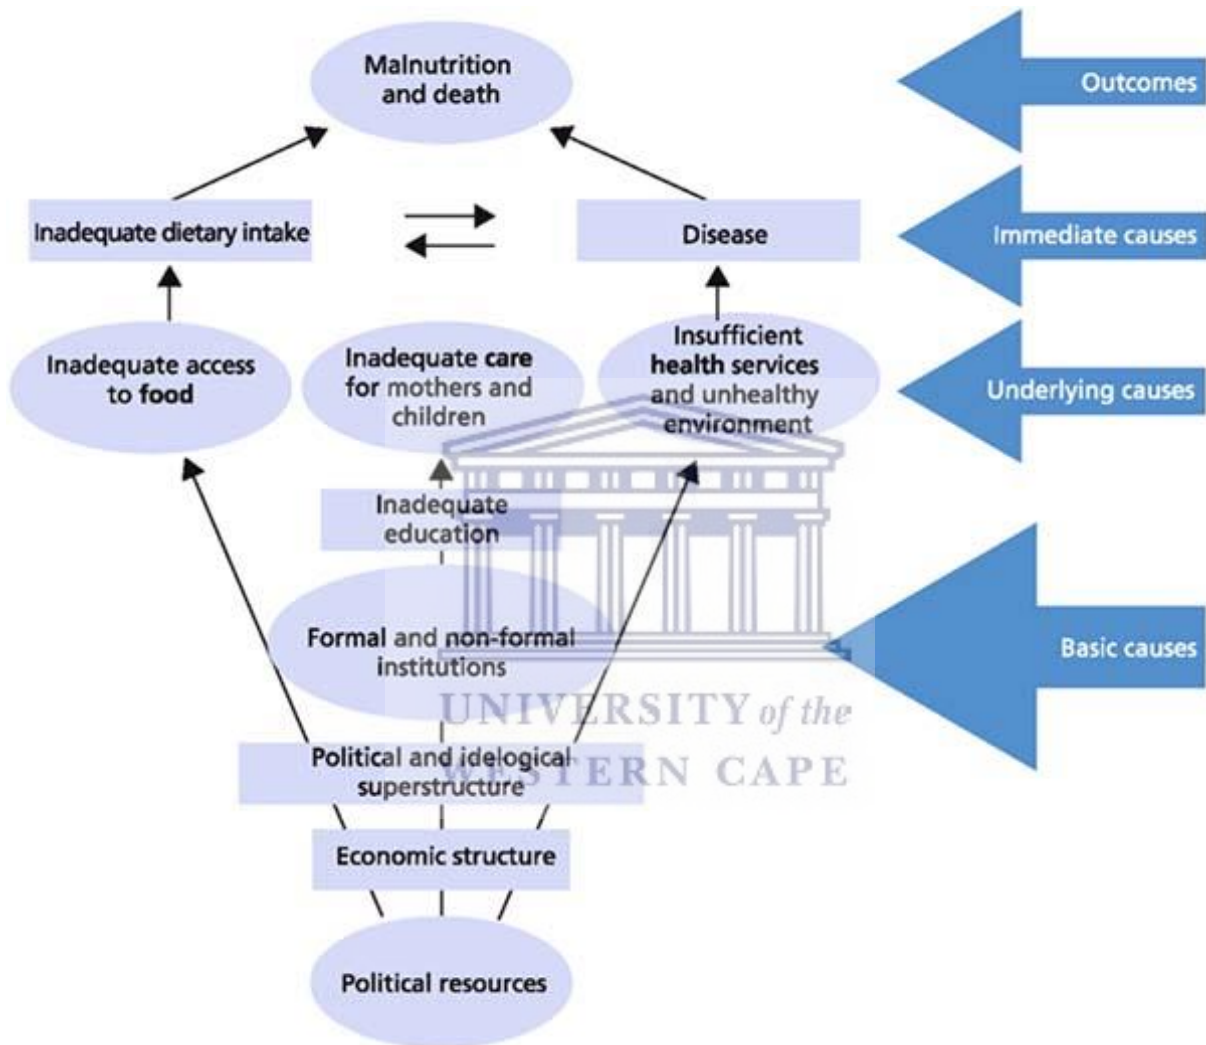 Malnutrition
and death
Outcomes
Inadequate dietary intake
Disease
Immediate causes
Inadequate access
to food
Inadequate care
for mothers and
children
Insufficient
health services
and unhealthy
environment
Underlying causes
Inadequate
education
Formal and non-formal
institutions
Basic causes
UNIVERSITY of the
WESTERN CAPE
Political and idelogical
superstructure
Economic structure
Political resources